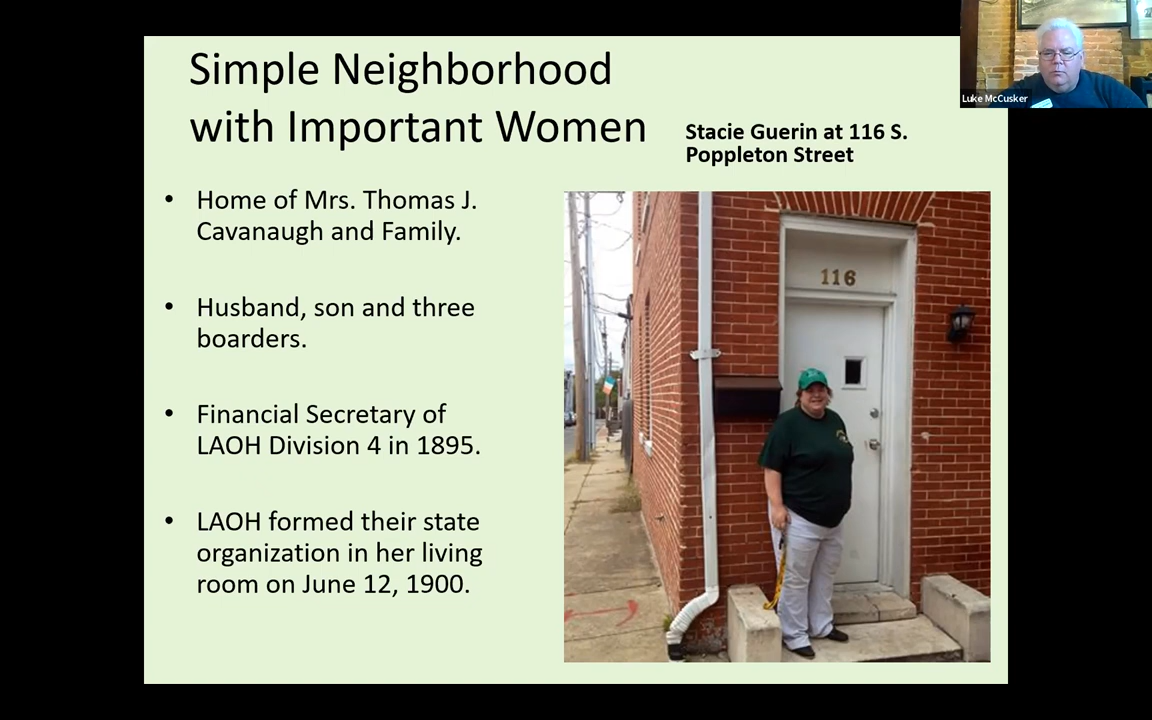 Simple Neighborhood
with Important Women
Stacie Guerin at 116 S.
Poppleton Street
• Home of Mrs. Thomas J.
Cavanaugh and Family.
• Husband, son and three
boarders.
• Financial Secretary of
LAOH Division 4 in 1895.
• LAOH formed their state
organization in her living
room on June 12, 1900.
116
Luke McCusker